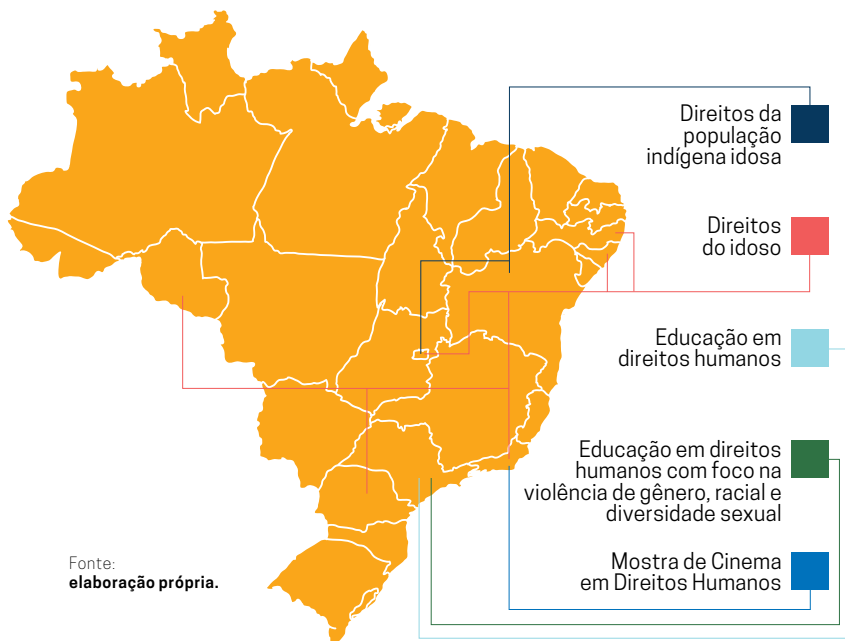 Direitos da
população
indígena idosa
Direitos
do idoso
Educação em
direitos humanos
Educação em direitos
humanos com foco na
violência de gênero, racial e
diversidade sexual
Mostra de Cinema
em Direitos Humanos
Fonte:
elaboração própria.